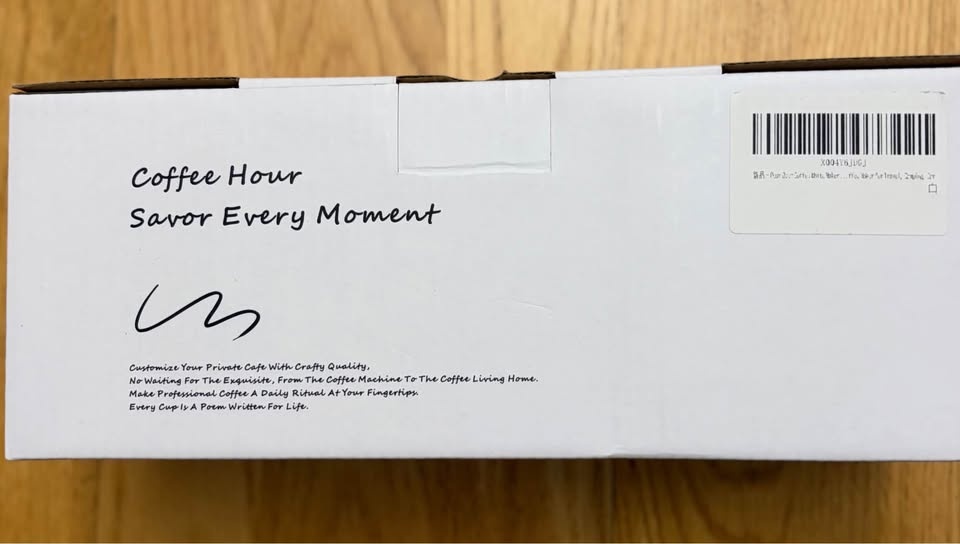 Coffee Hour
Savor Every Moment
Customize Your Private Cafe With Crafty Quality,
No Waiting For The Exquisite, From The Coffee Machine To The Coffee Living Home.
Make Professional Coffee A Daily Ritual At Your Fingertips.
Every Cup Is A Poem Written For Life.